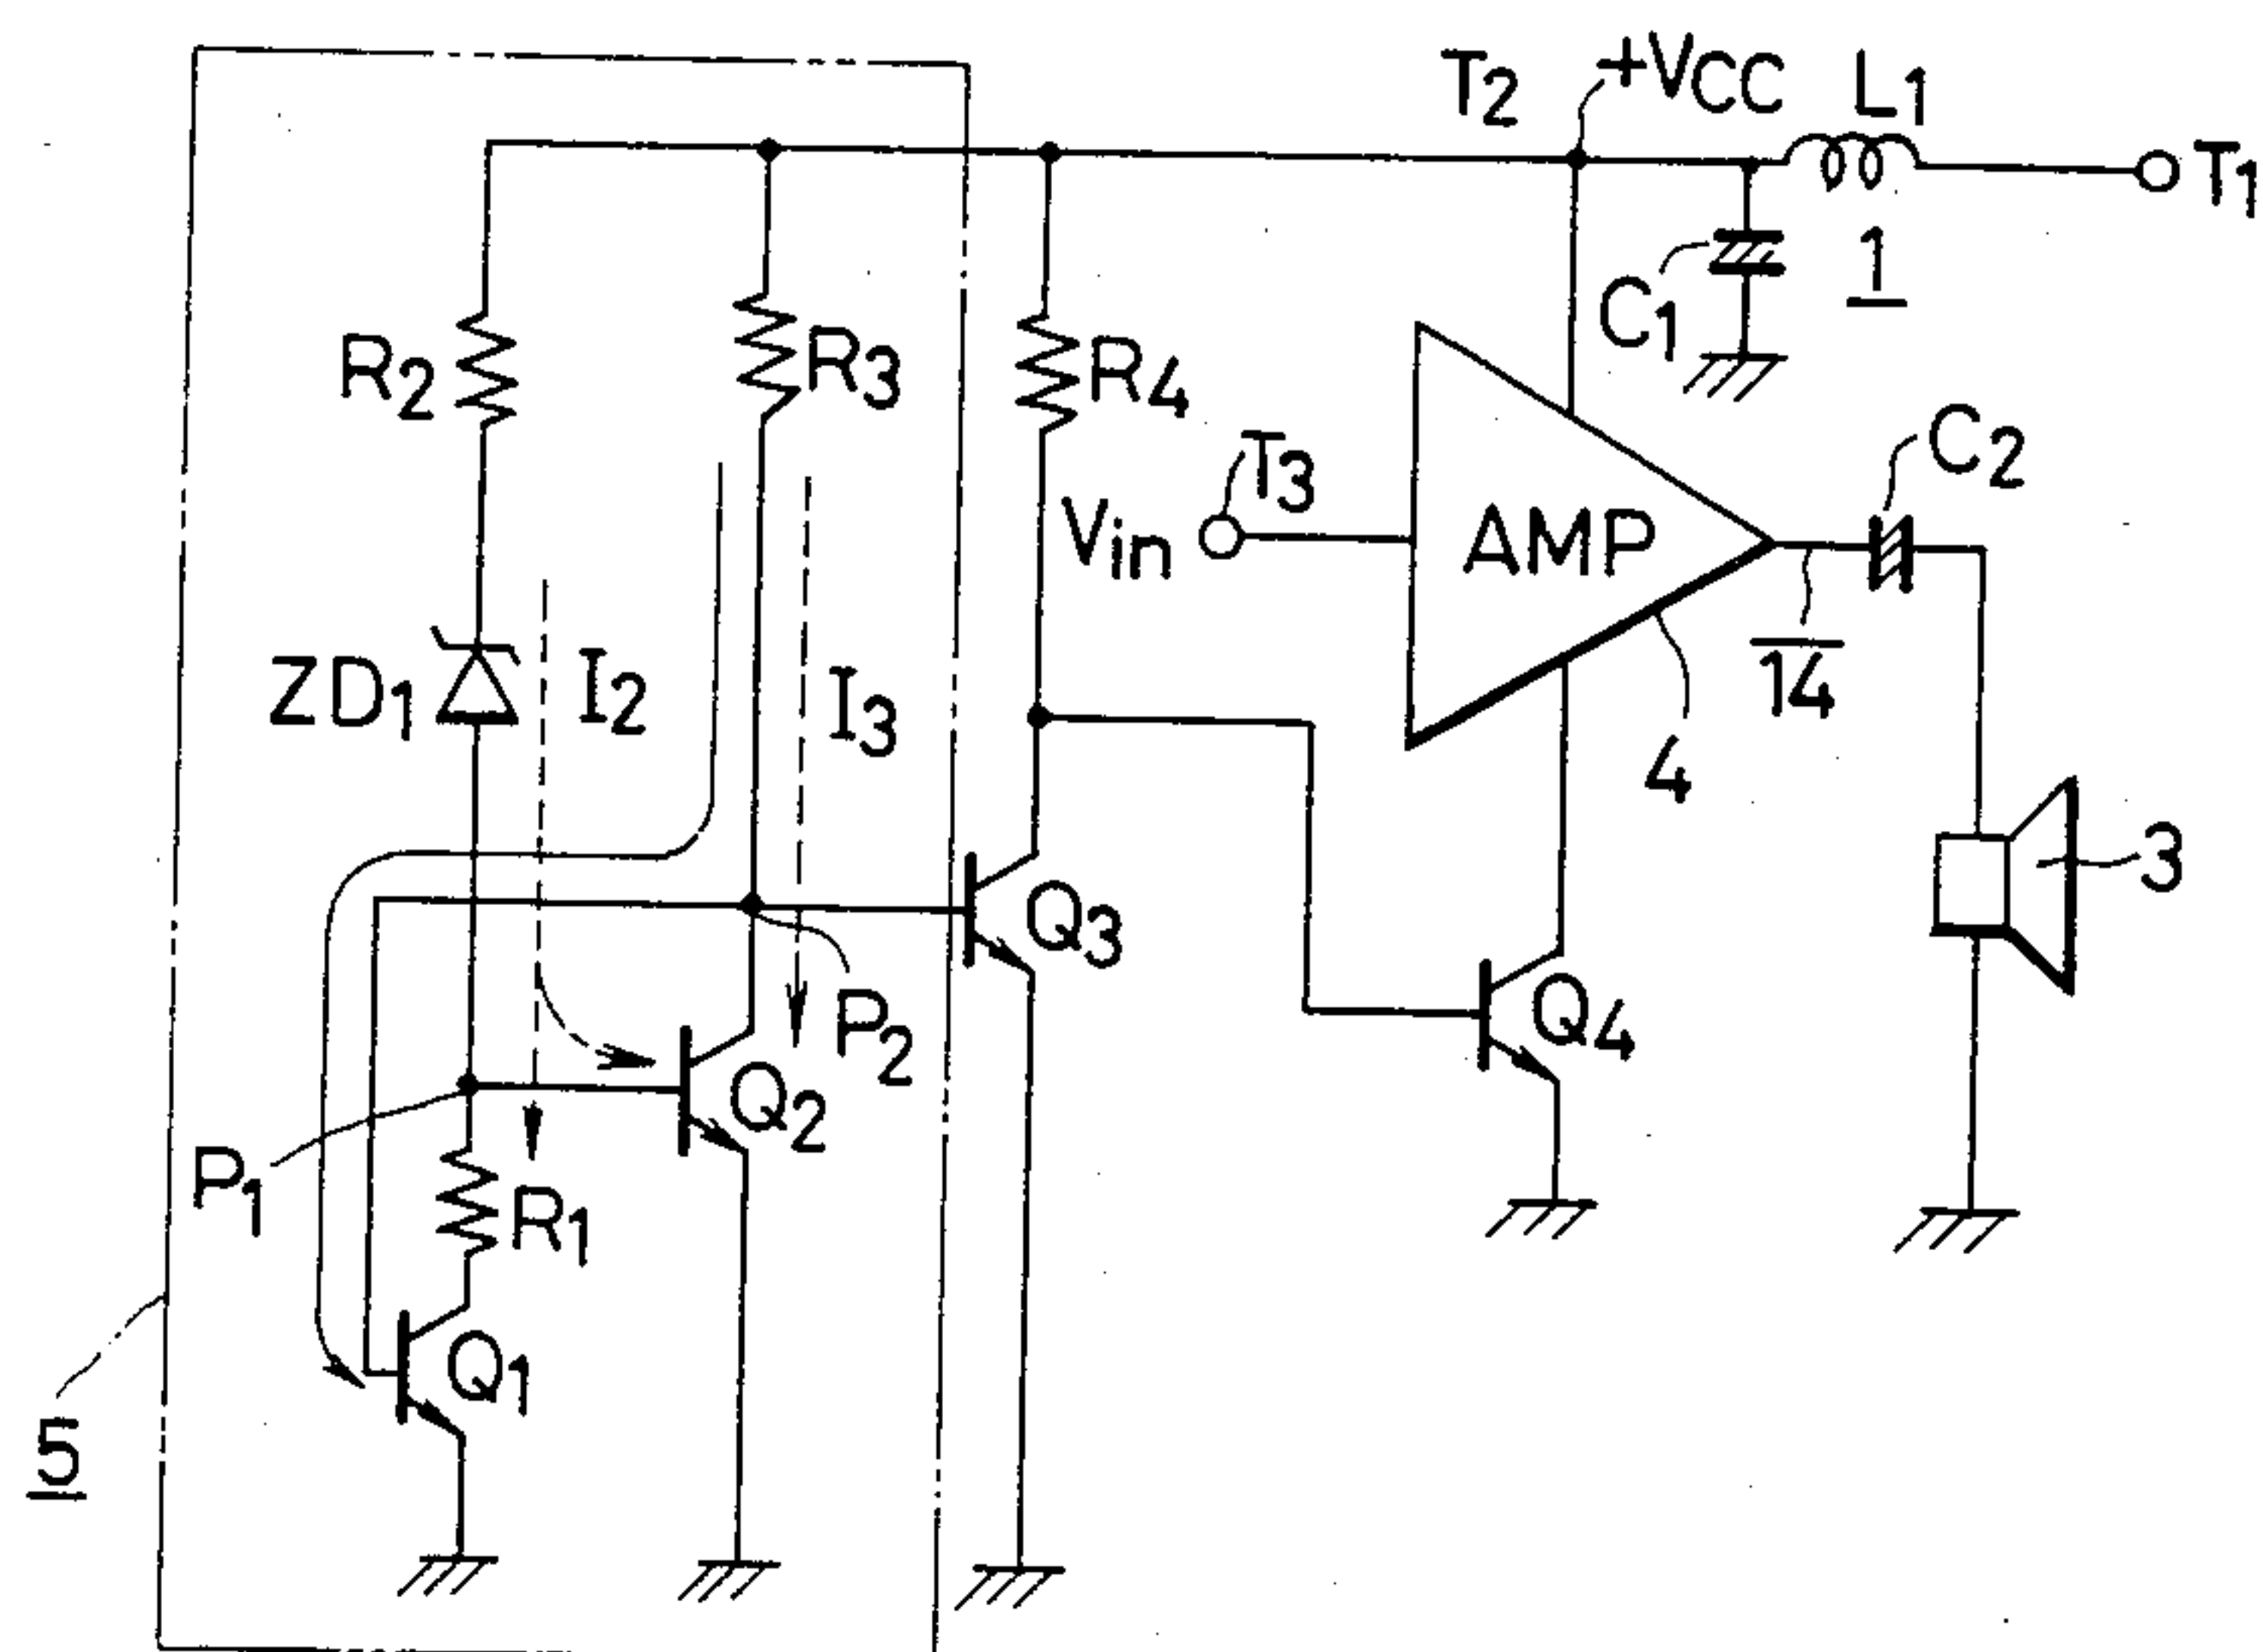 T2
+VCC
L1
T1
C1
1
R2
R3
R4
T3
Vin
AMP
C2
14
4
ZD1
I2
I3
3
Q3
P2
Q4
Q2
P1
R1
Q1
5